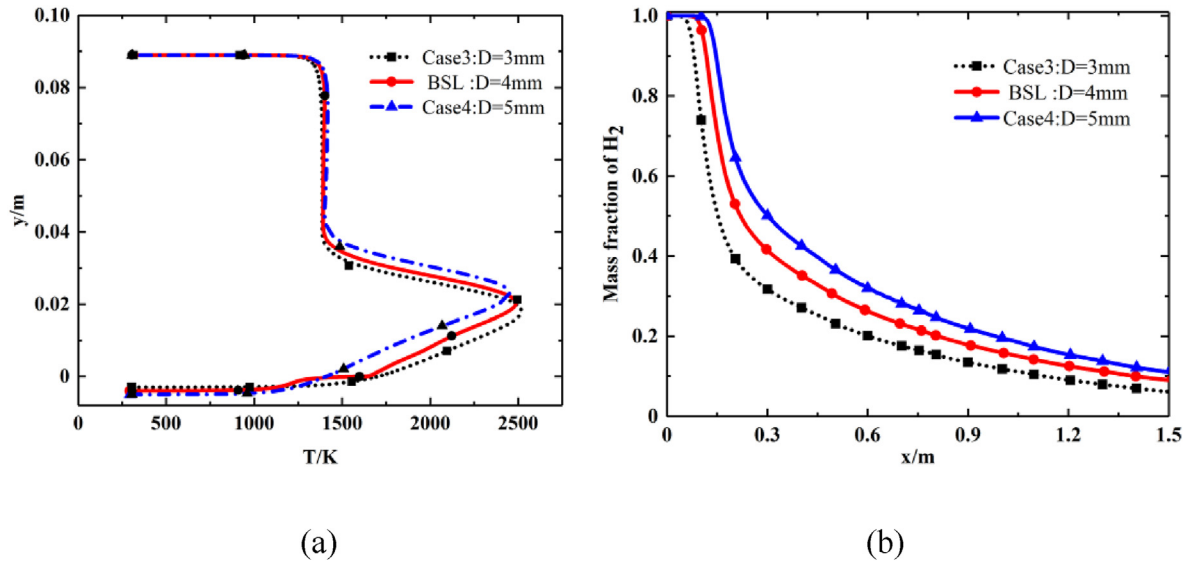 0.10
0.08
0.06
0.04
0.02
0
y/m
0
500
1000
1500
2000
2500
T/K
Case3:D=3mm
BSL :D=4mm
Case4:D=5mm
(a)
1.0
0.8
0.6
0.4
0.2
0
Mass fraction of H2
0
0.3
0.6
0.9
1.2
1.5
x/m
Case3:D=3mm
BSL :D=4mm
Case4:D=5mm
(b)